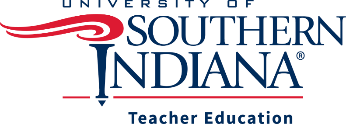 UNIVERSITY OF
SOUTHERN
INDIANA®
Teacher Education